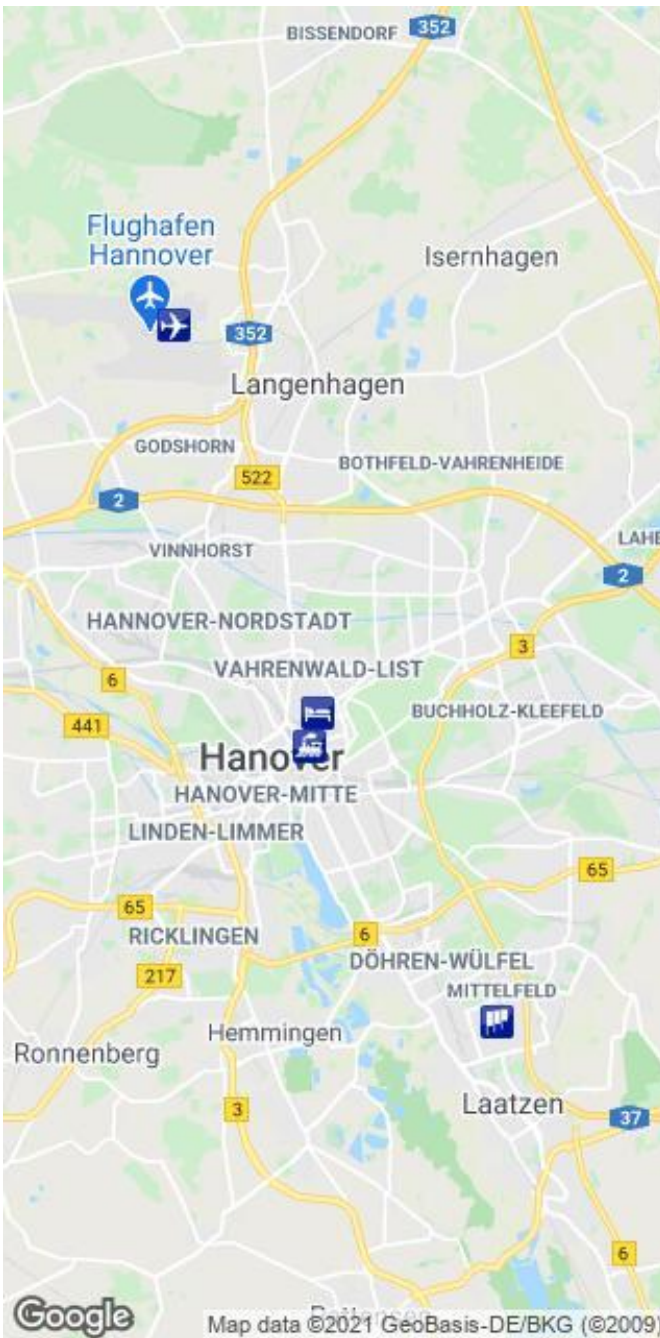 BISSENDORF
352
Flughafen
Hannover
Isernhagen
352
Langenhagen
GODSHORN
BOTHFELD-VAHRENHEIDE
522
2
VINNHORST
LAHE
2
HANNOVER-NORDSTADT
3
VAHRENWALD-LIST
6
BUCHHOLZ-KLEEFELD
441
Hanover
HANOVER-MITTE
LINDEN-LIMMER
65
65
RICKLINGEN
6
DÖHREN-WÜLFEL
217
MITTELFELD
Hemmingen
Ronnenberg
Laatzen
3
37
6
Google
Map data ©2021 GeoBasis-DE/BKG (©2009)